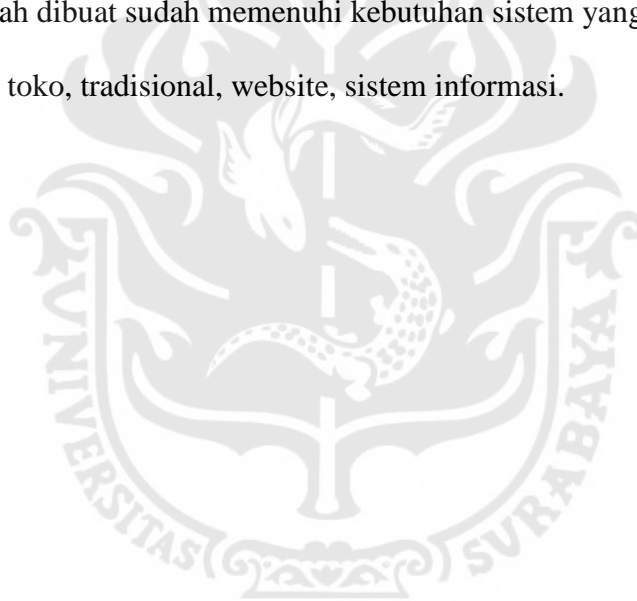 ah dibuat sudah memenuhi kebutuhan sistem yang
toko, tradisional, website, sistem informasi.
UNIVERSITAS SURABAYA